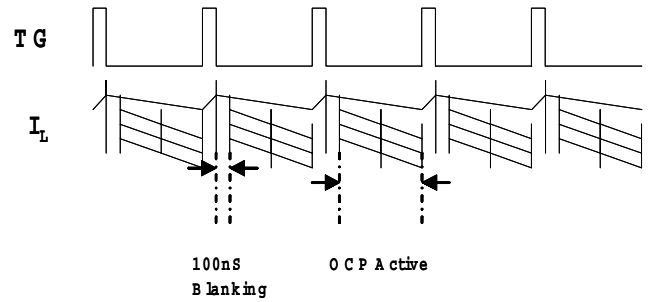 TG
IL
100nS
Blanking
OCP Active